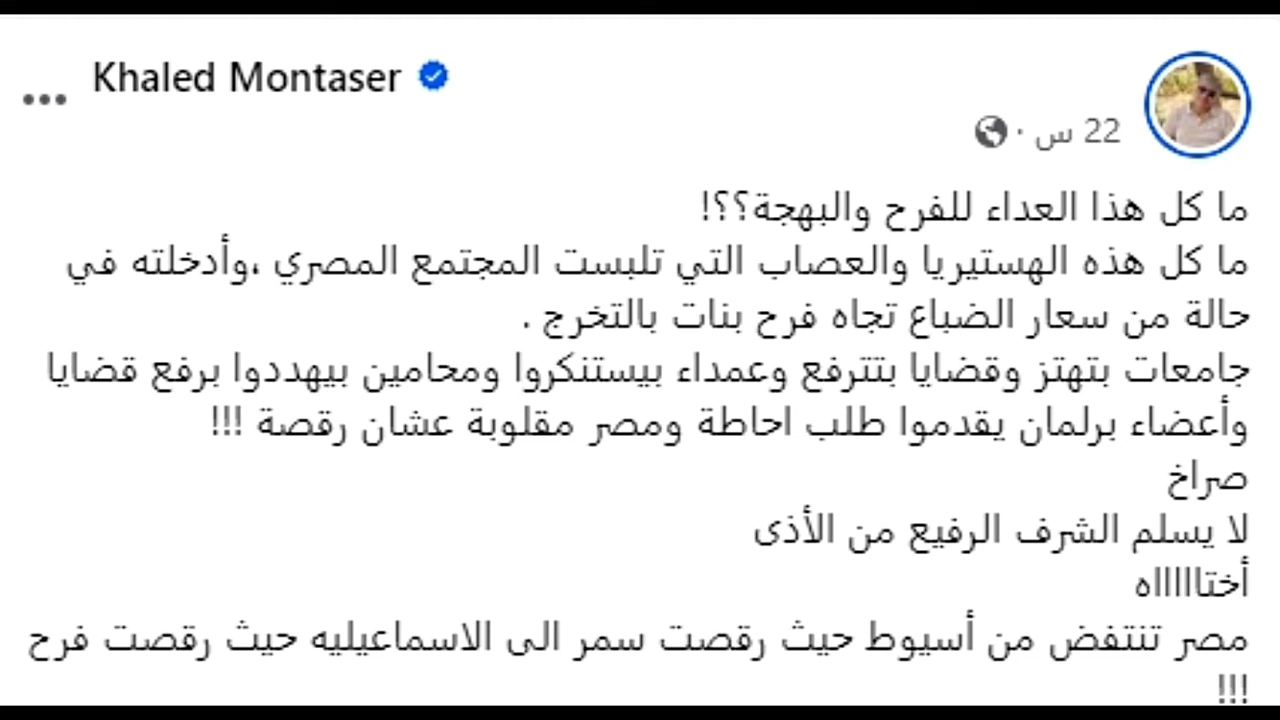 Khaled Montaser
22 س ·
ما كل هذا العداء للفرح والبهجة؟؟!
ما كل هذه الهستيريا والعصاب التي تلبست المجتمع المصري ،وأدخلته في
حالة من سعار الضباع تجاه فرح بنات بالتخرج .
جامعات بتهتز وقضايا بتترفع وعمداء بيستنكروا ومحامين بيهددوا برفع قضايا
وأعضاء برلمان يقدموا طلب احاطة ومصر مقلوبة عشان رقصة !!!
صراخ
لا يسلم الشرف الرفيع من الأذى
أختاااااه
مصر تنتفض من أسيوط حيث رقصت سمر الى الاسماعيليه حيث رقصت فرح
!!!